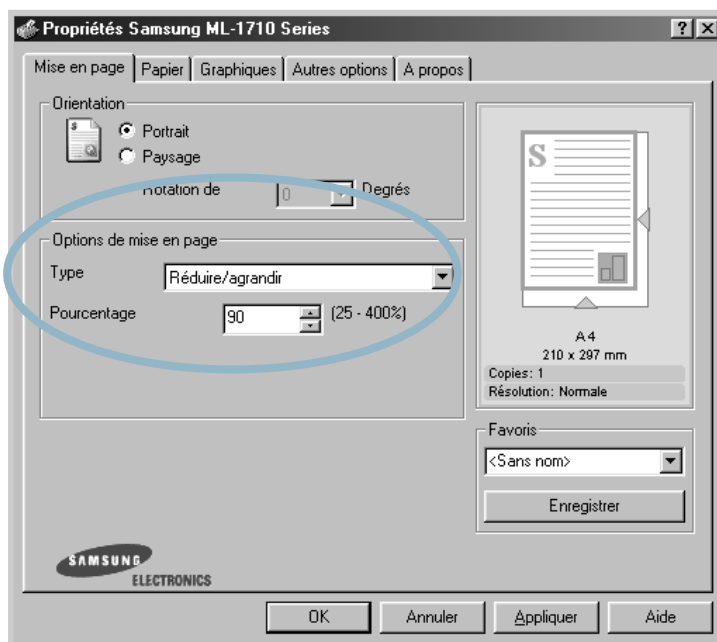 Propriétés Samsung ML-1710 Series
Mise en page Papier Graphiques Autres options A propos
Orientation
Portrait
Paysage
Rotation de 0 Degrés
Options de mise en page
Type Réduire/agrandir
Pourcentage 90 (25 - 400%)
S
A4
210 x 297 mm
Copies: 1
Résolution: Normale
Favoris
<Sans nom>
Enregistrer
SAMSUNG
ELECTRONICS
OK Annuler Appliquer Aide